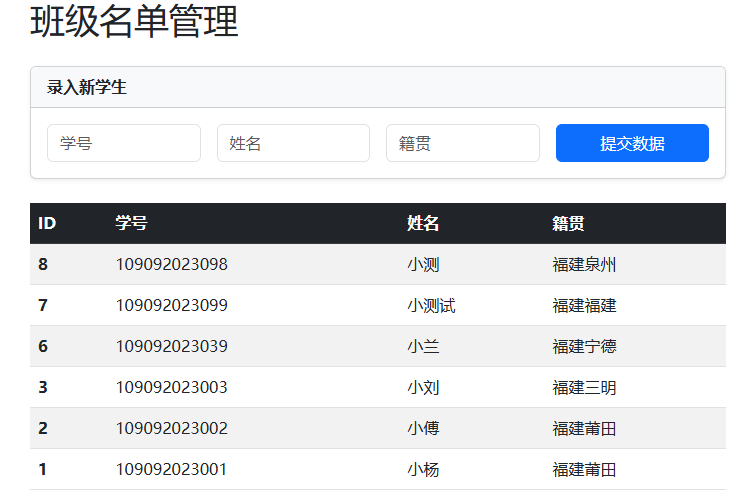 班级名单管理
录入新学生
学号 姓名 籍贯 提交数据
ID 学号 姓名 籍贯
8 109092023098 小测 福建泉州
7 109092023099 小测试 福建福建
6 109092023039 小兰 福建宁德
3 109092023003 小刘 福建三明
2 109092023002 小傅 福建莆田
1 109092023001 小杨 福建莆田